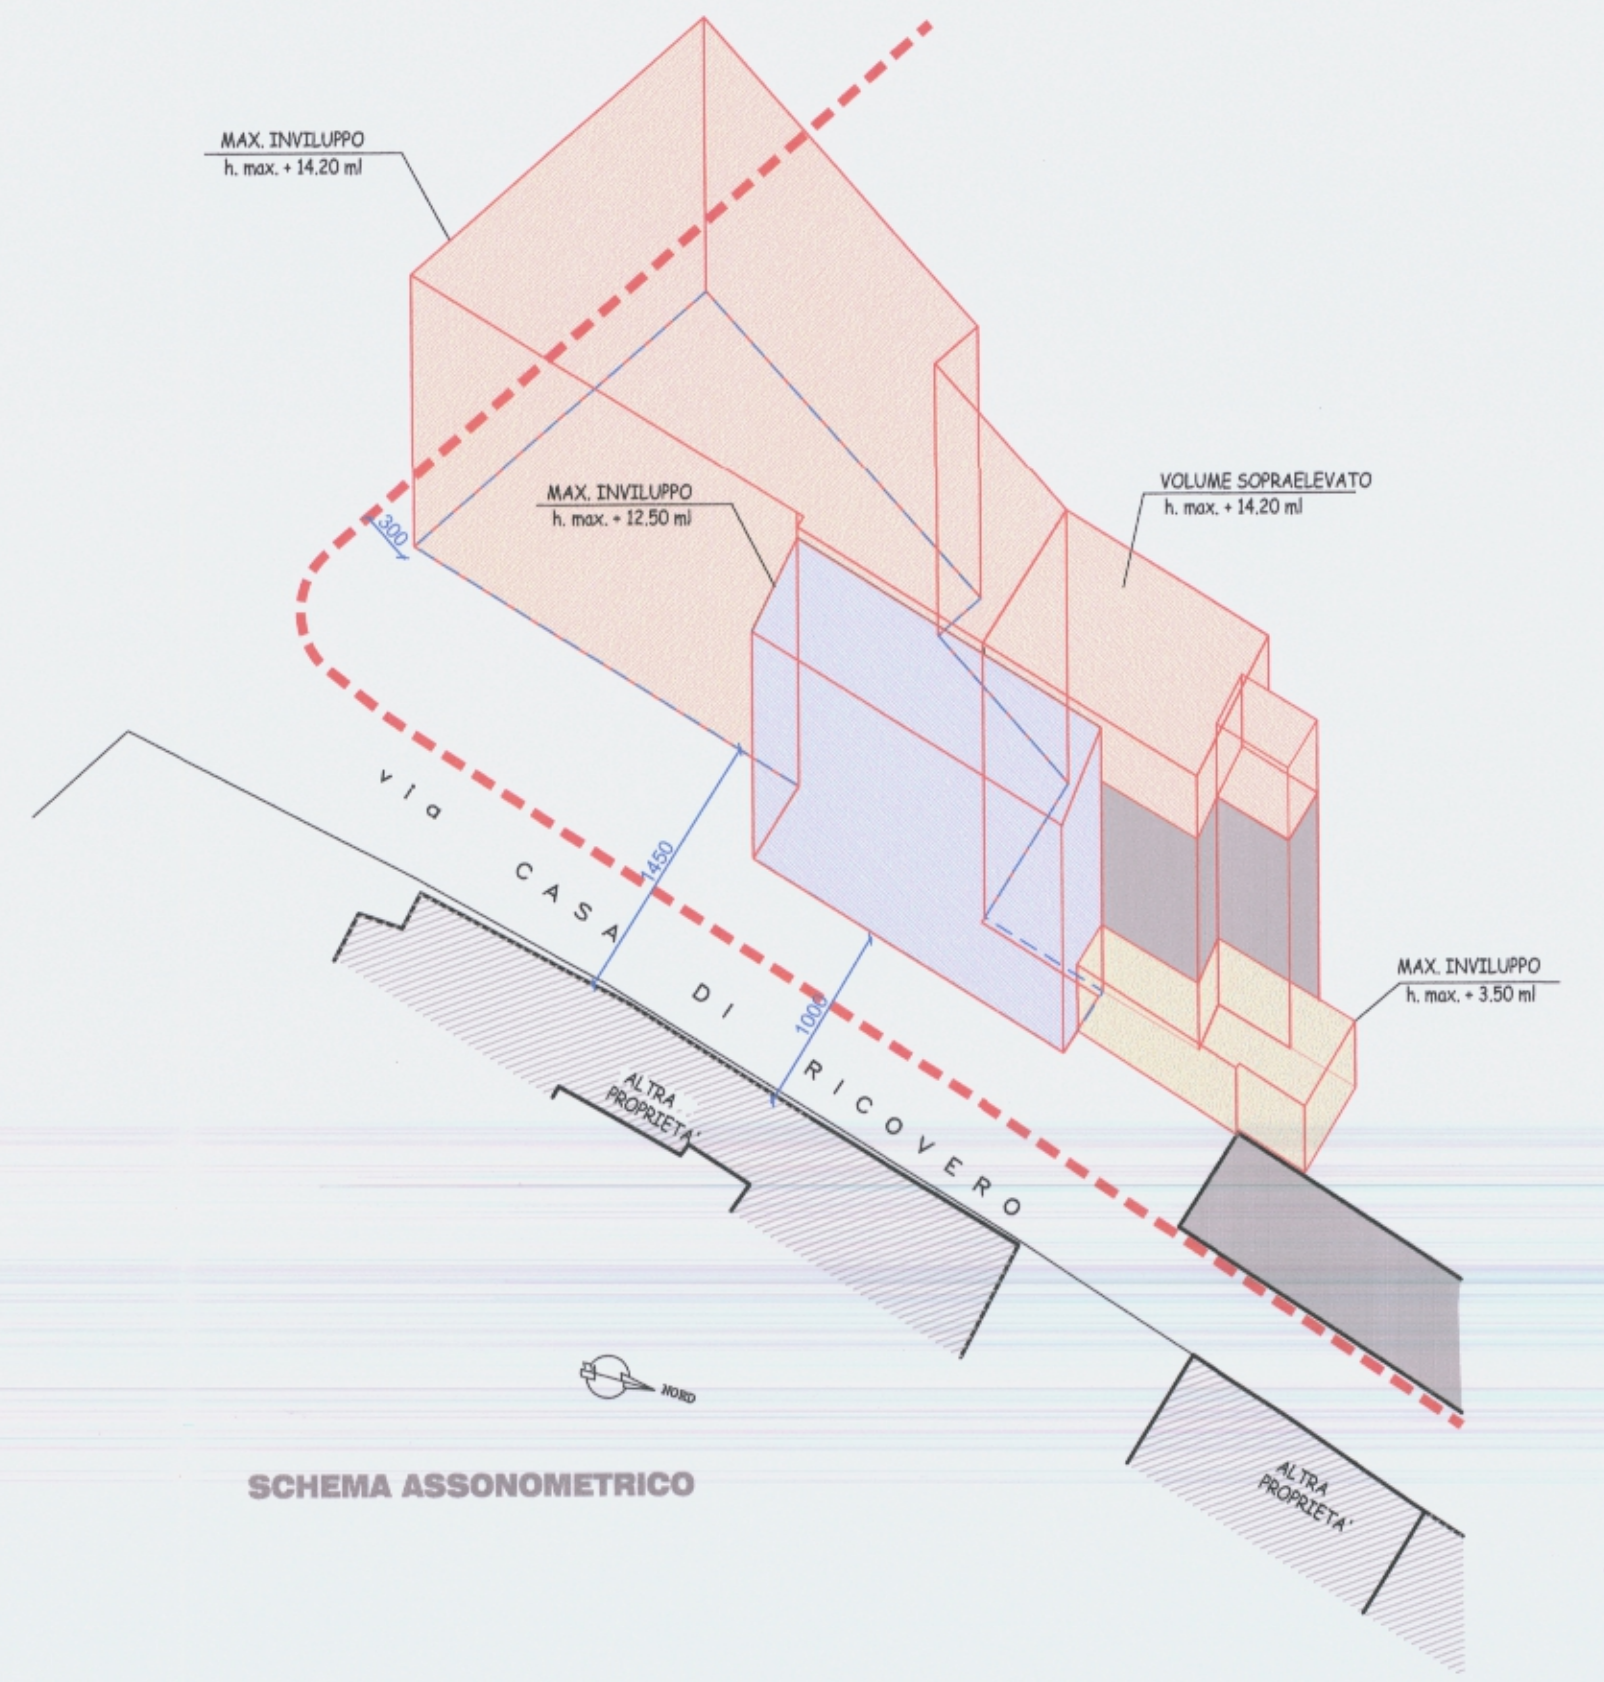 MAX. INVILUPPO
h. max. + 14.20 ml
MAX. INVILUPPO
h. max. + 12.50 ml
VOLUME SOPRAELEVATO
h. max. + 14.20 ml
300
via CASA DI RICOVERO
1450
1000
MAX. INVILUPPO
h. max. + 3.50 ml
ALTRA
PROPRIETA'
NORD
SCHEMA ASSONOMETRICO
ALTRA
PROPRIETA'